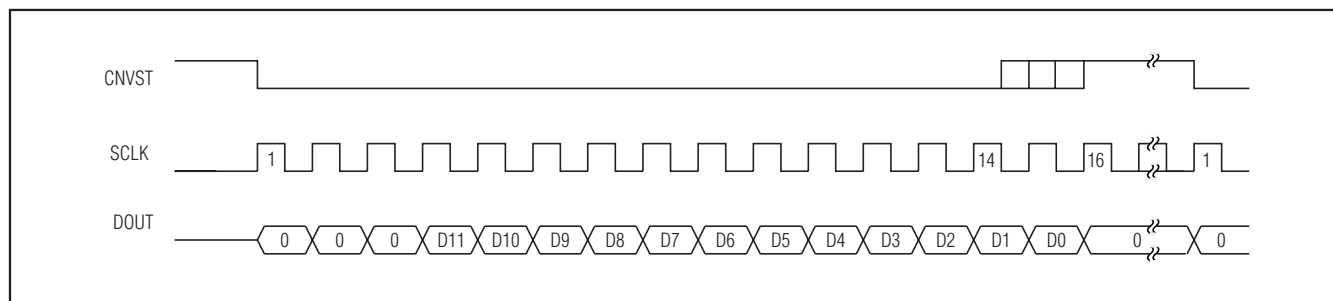 CNVST
SCLK 1 14 16 1
DOUT 0 0 0 D11 D10 D9 D8 D7 D6 D5 D4 D3 D2 D1 D0 0 0